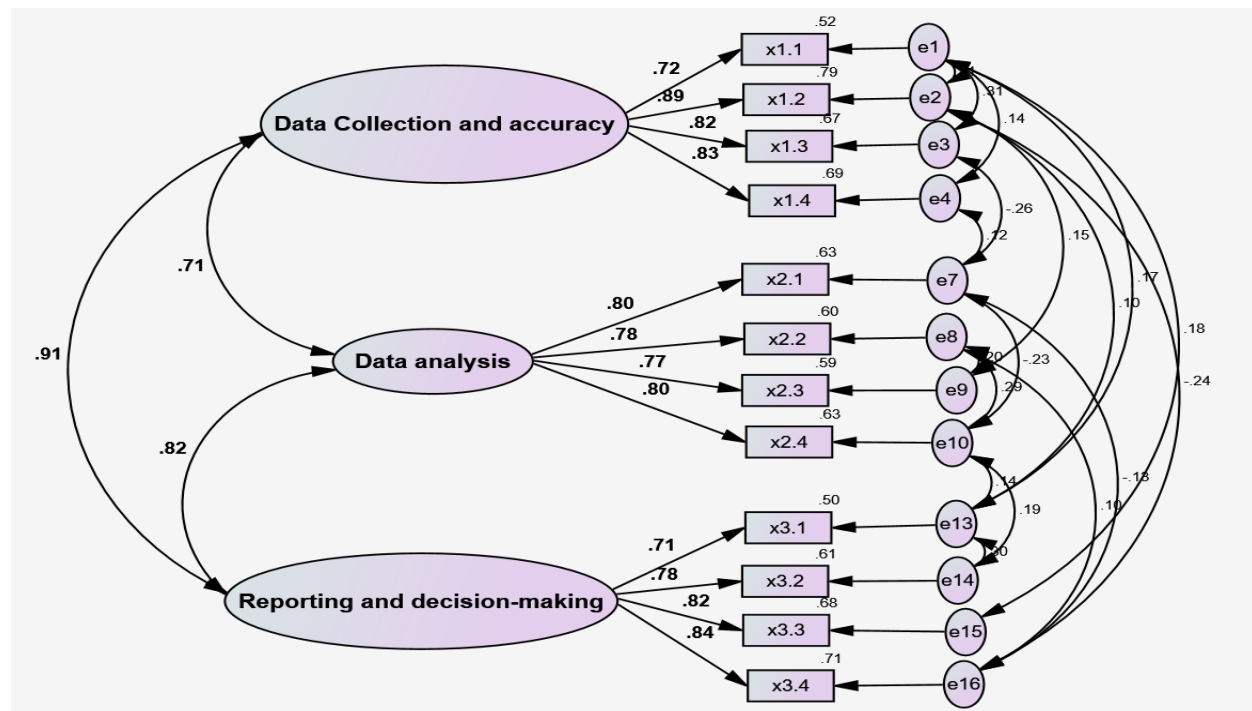 .52
x1.1
e1
.72
.79
.89
x1.2
e2
.31
Data Collection and accuracy
.82
.67
.14
x1.3
e3
.83
.69
x1.4
e4
-.26
.12
.15
.71
.63
x2.1
e7
.17
.10
.80
.60
.78
x2.2
e8
.18
.91
Data analysis
.77
.59
.20
-.23
-.24
x2.3
e9
.29
.80
.63
x2.4
e10
.82
.14
.50
.19
.10
x3.1
e13
.71
.61
.78
x3.2
e14
Reporting and decision-making
.82
.68
x3.3
e15
.84
.71
x3.4
e16